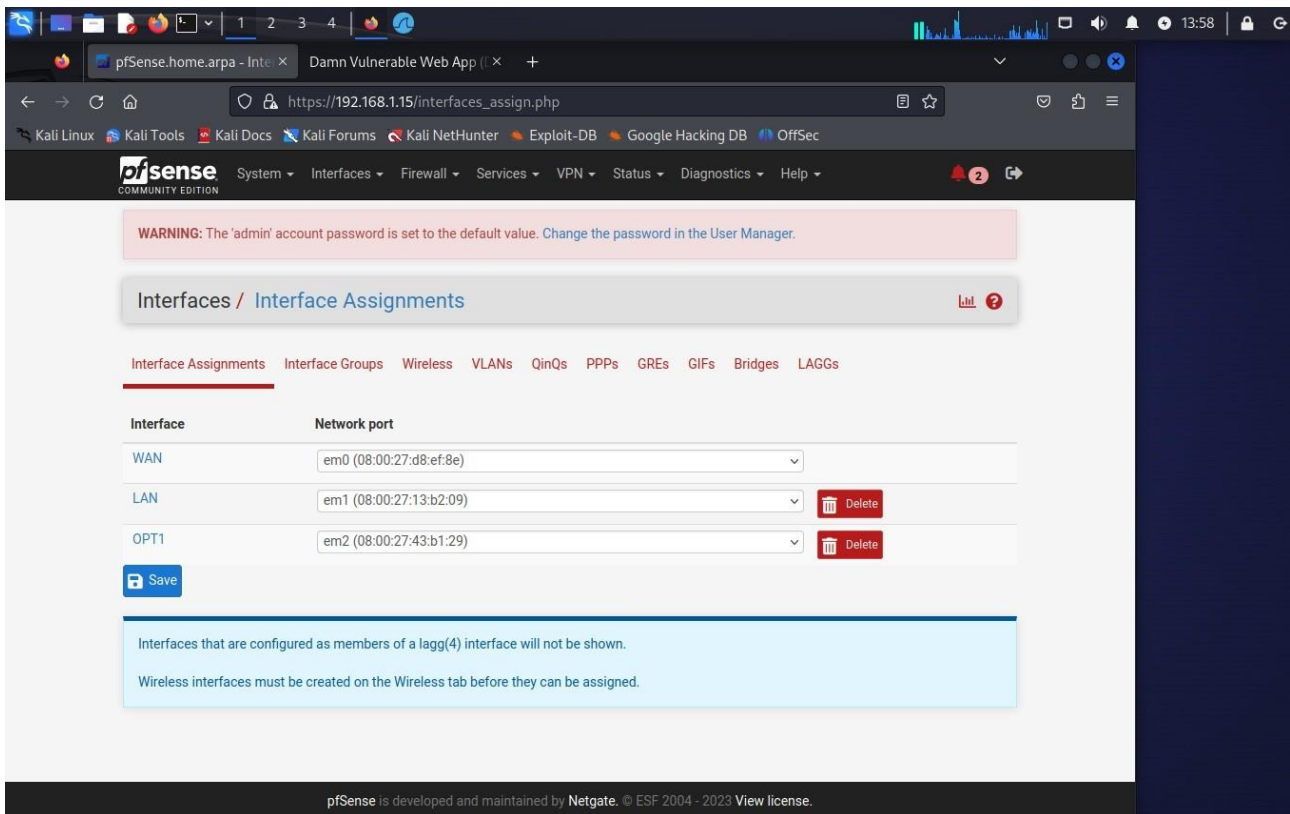 1 2 3 4 13:58
pfSense.home.arpa - Inte Damn Vulnerable Web App (
https://192.168.1.15/interfaces_assign.php
Kali Linux Kali Tools Kali Docs Kali Forums Kali NetHunter Exploit-DB Google Hacking DB OffSec
pfsense System Interfaces Firewall Services VPN Status Diagnostics Help 2
COMMUNITY EDITION
WARNING: The 'admin' account password is set to the default value. Change the password in the User Manager.
Interfaces / Interface Assignments
Interface Assignments Interface Groups Wireless VLANs QinQs PPPs GREs GIFs Bridges LAGGs
Interface Network port
WAN em0 (08:00:27:d8:ef:8e)
LAN em1 (08:00:27:13:b2:09) Delete
OPT1 em2 (08:00:27:43:b1:29) Delete
Save
Interfaces that are configured as members of a lagg(4) interface will not be shown.
Wireless interfaces must be created on the Wireless tab before they can be assigned.
pfSense is developed and maintained by Netgate. © ESF 2004 - 2023 View license.